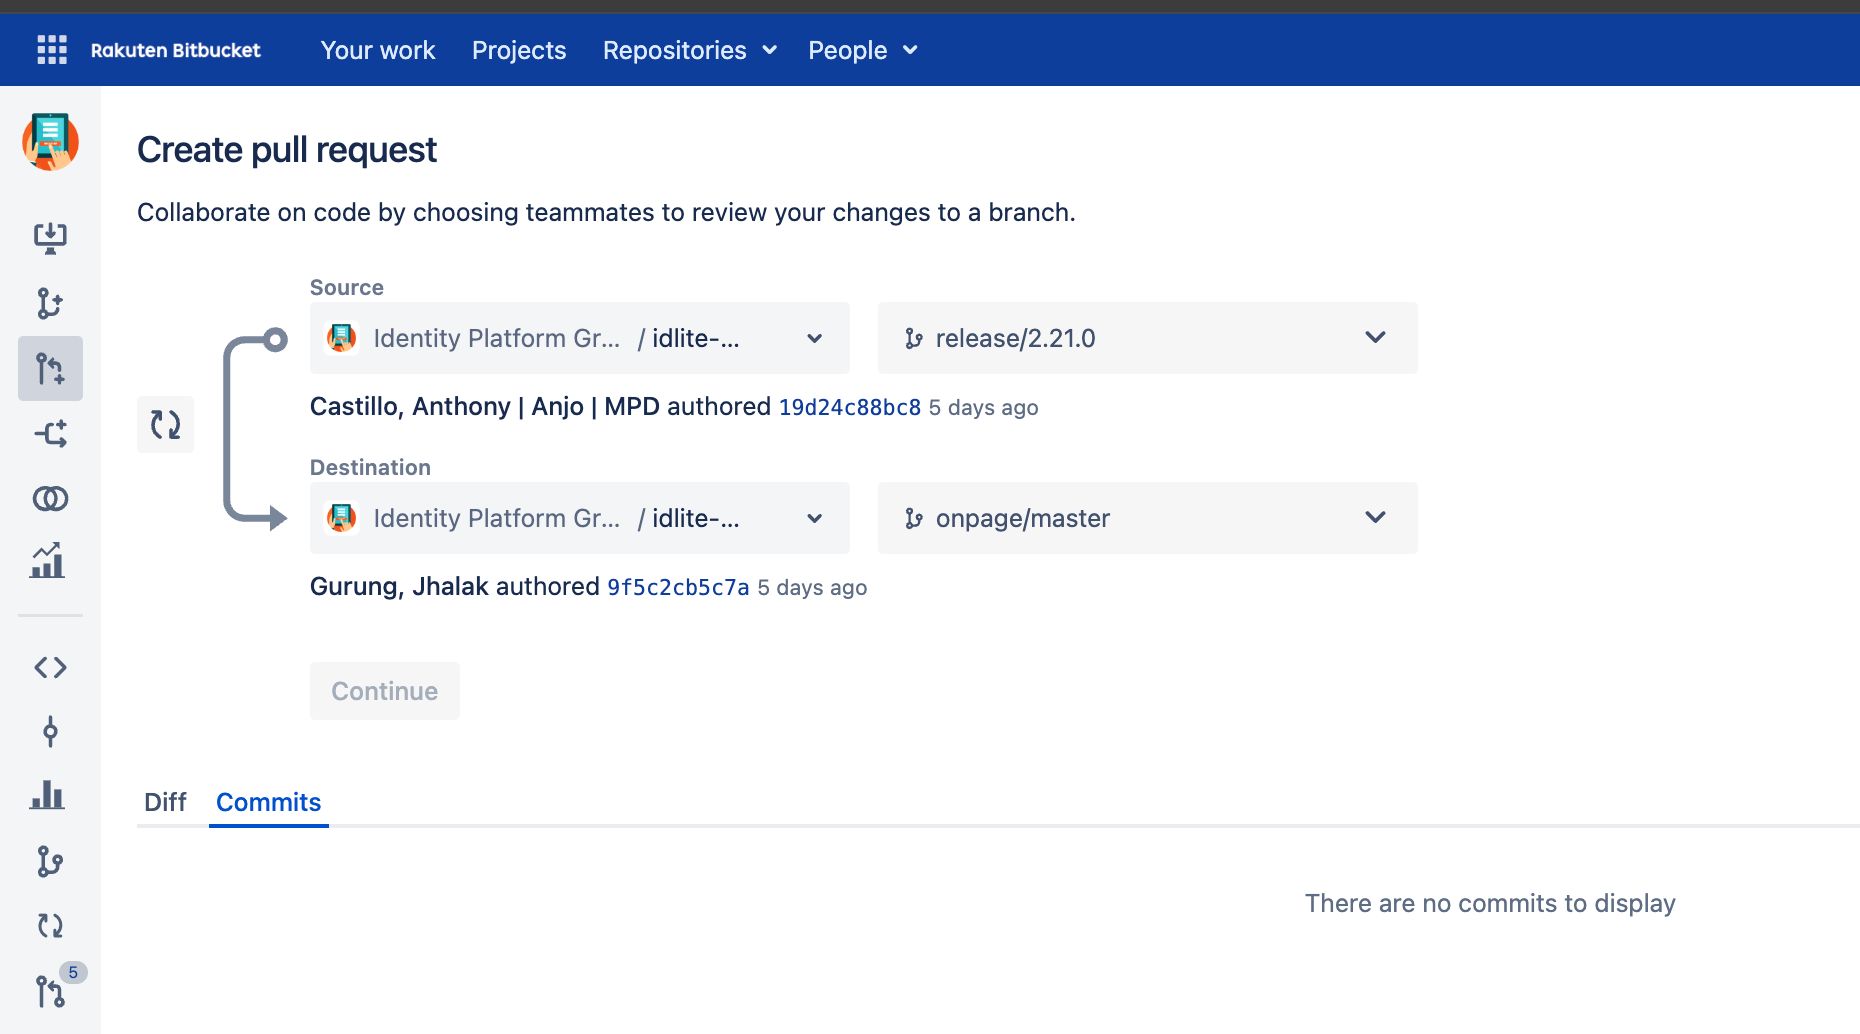 Rakuten Bitbucket Your work Projects Repositories People
Create pull request
Collaborate on code by choosing teammates to review your changes to a branch.
Source
Identity Platform Gr... / idlite-... release/2.21.0
Castillo, Anthony | Anjo | MPD authored 19d24c88bc8 5 days ago
Destination
Identity Platform Gr... / idlite-... onpage/master
Gurung, Jhalak authored 9f5c2cb5c7a 5 days ago
Continue
Diff Commits
There are no commits to display
5